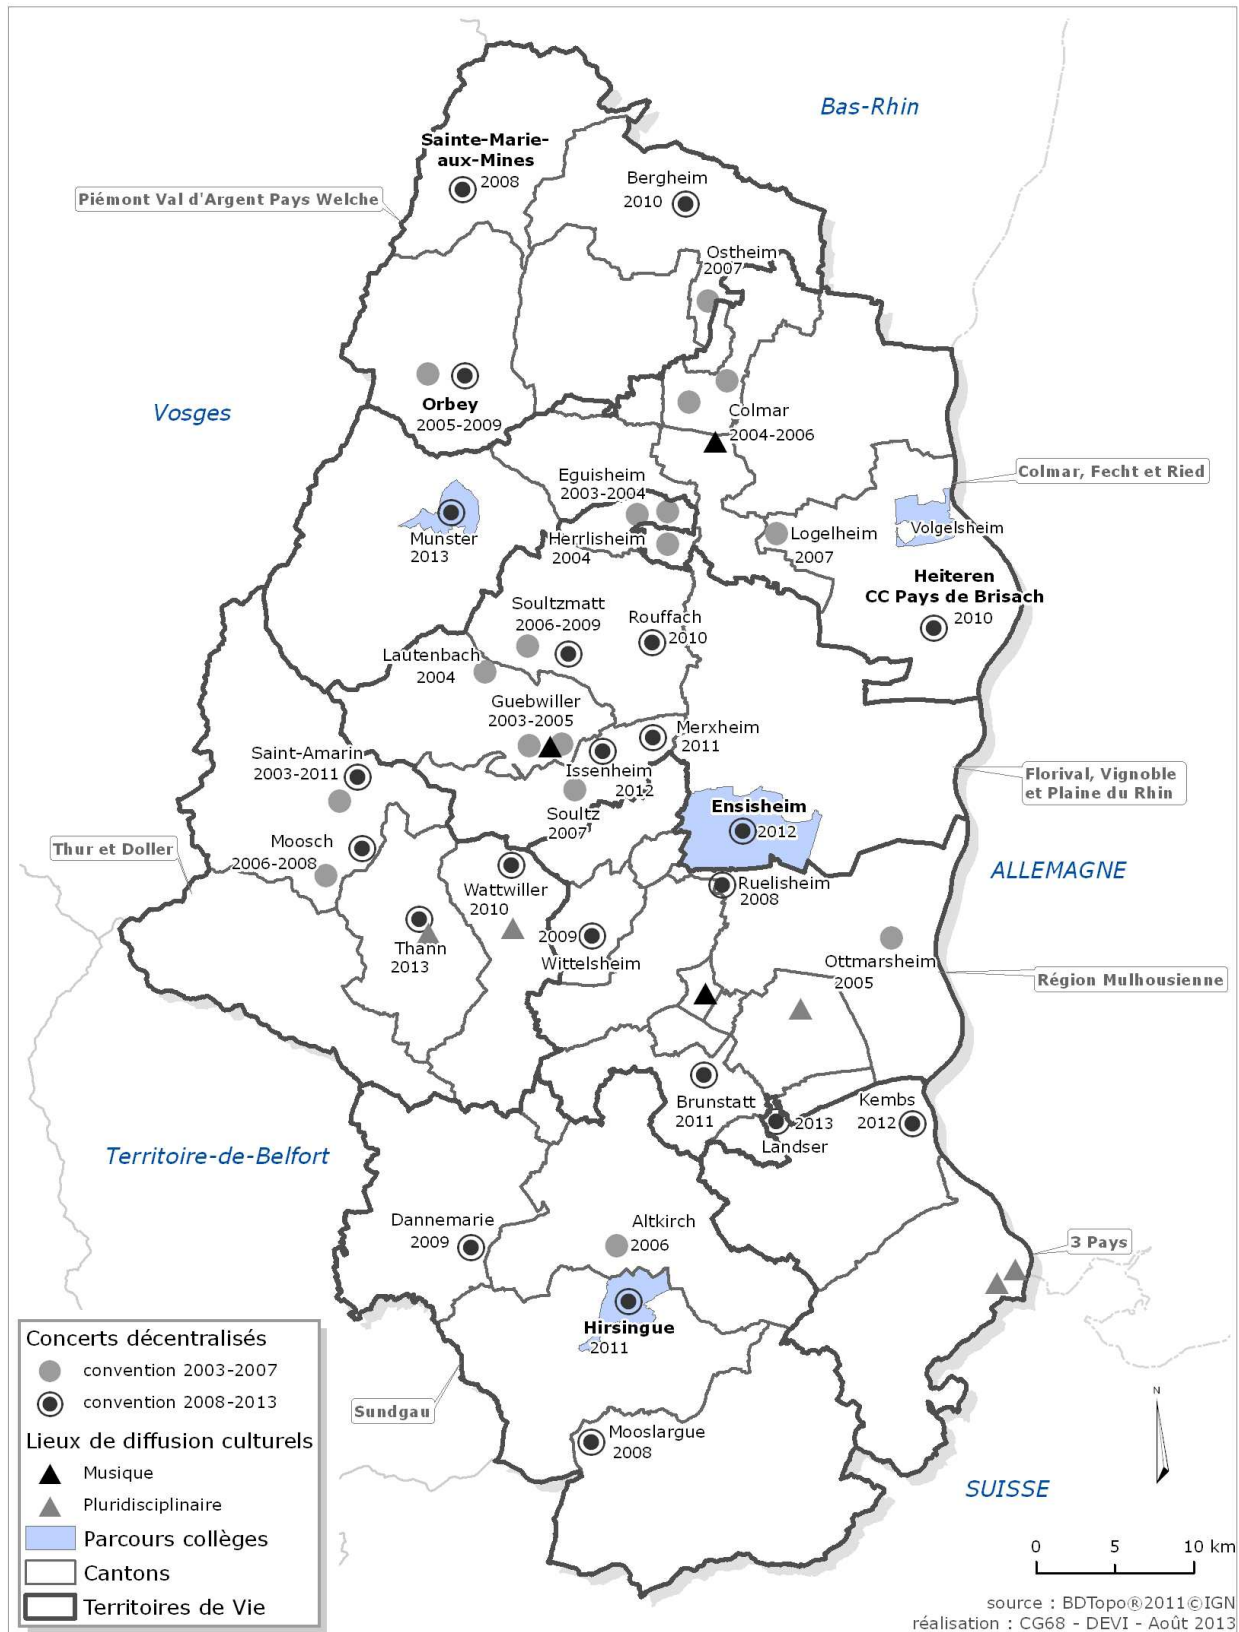 Bas-Rhin
Sainte-Marie-
aux-Mines
2008
Bergheim
2010
Piémont Val d'Argent Pays Welche
Ostheim
2007
Vosges
Orbey
2005-2009
Colmar
2004-2006
Colmar, Fecht et Ried
Eguisheim
2003-2004
Munster
2013
Herrlisheim
2004
Logelheim
2007
Volgelsheim
Heiteren
CC Pays de Brisach
2010
Soultzmatt
2006-2009
Rouffach
2010
Lautenbach
2004
Guebwiller
2003-2005
Merxheim
2011
Saint-Amarin
2003-2011
Issenheim
2012
Florival, Vignoble
et Plaine du Rhin
Soultz
2007
Ensisheim
2012
Moosch
2006-2008
Thur et Doller
ALLEMAGNE
Wattwiller
2010
Ruelisheim
2008
Thann
2013
2009
Wittelsheim
Ottmarsheim
2005
Région Mulhousienne
Brunstatt
2011
2013
Landser
Kembs
2012
Territoire-de-Belfort
Dannemarie
2009
Altkirch
2006
3 Pays
Hirsingue
2011
Sundgau
Mooslargue
2008
SUISSE
N
Concerts décentralisés
convention 2003-2007
convention 2008-2013
Lieux de diffusion culturels
Musique
Pluridisciplinaire
Parcours collèges
Cantons
Territoires de Vie
0 5 10 km
source : BDTopo®2011©IGN
réalisation : CG68 - DEVI - Août 2013